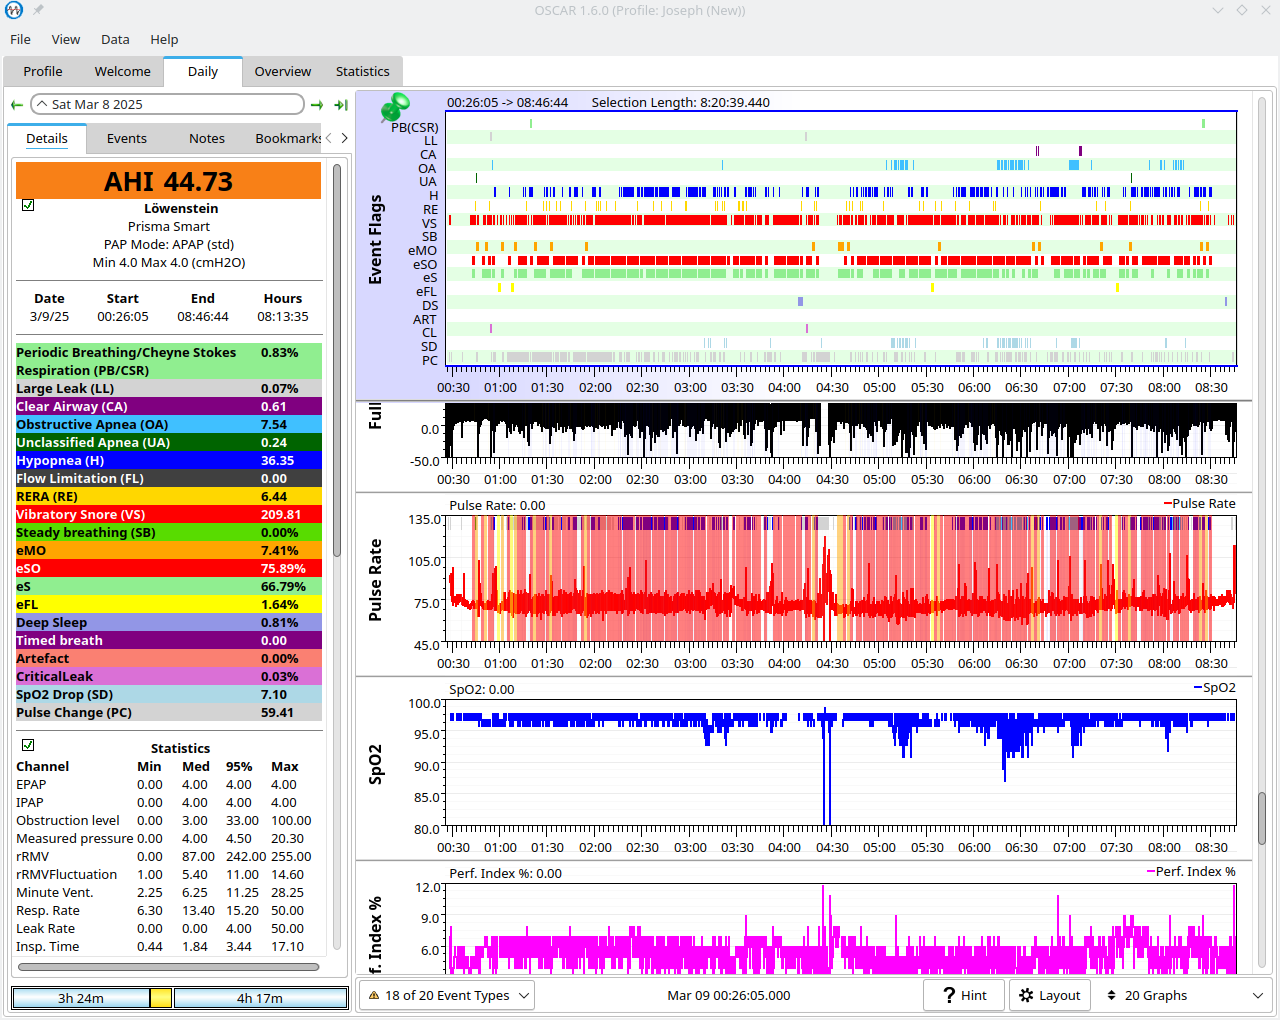 OSCAR 1.6.0 (Profile: Joseph (New))
File View Data Help
Profile Welcome Daily Overview Statistics
Sat Mar 8 2025
Details Events Notes Bookmarks
AHI 44.73
Löwenstein
Prisma Smart
PAP Mode: APAP (std)
Min 4.0 Max 4.0 (cmH2O)
Date Start End Hours
3/9/25 00:26:05 08:46:44 08:13:35
Periodic Breathing/Cheyne Stokes 0.83%
Respiration (PB/CSR)
Large Leak (LL) 0.07%
Clear Airway (CA) 0.61
Obstructive Apnea (OA) 7.54
Unclassified Apnea (UA) 0.24
Hypopnea (H) 36.35
Flow Limitation (FL) 0.00
RERA (RE) 6.44
Vibratory Snore (VS) 209.81
Steady breathing (SB) 0.00%
eMO 7.41%
eSO 75.89%
eS 66.79%
eFL 1.64%
Deep Sleep 0.81%
Timed breath 0.00
Artefact 0.00%
CriticalLeak 0.03%
SpO2 Drop (SD) 7.10
Pulse Change (PC) 59.41
Statistics
Channel Min Med 95% Max
EPAP 0.00 4.00 4.00 4.00
IPAP 0.00 4.00 4.00 4.00
Obstruction level 0.00 3.00 33.00 100.00
Measured pressure 0.00 4.00 4.50 20.30
rRMV 0.00 87.00 242.00 255.00
rRMVFluctuation 1.00 5.40 11.00 14.60
Minute Vent. 2.25 6.25 11.25 28.25
Resp. Rate 6.30 13.40 15.20 50.00
Leak Rate 0.00 0.00 4.00 50.00
Insp. Time 0.44 1.84 3.44 17.10
3h 24m 4h 17m
00:26:05 -> 08:46:44 Selection Length: 8:20:39.440
Event Flags
PB(CSR)
LL
CA
OA
UA
H
RE
VS
SB
eMO
eSO
eS
eFL
DS
ART
CL
SD
PC
00:30 01:00 01:30 02:00 02:30 03:00 03:30 04:00 04:30 05:00 05:30 06:00 06:30 07:00 07:30 08:00 08:30
Full
0.0
-50.0
00:30 01:00 01:30 02:00 02:30 03:00 03:30 04:00 04:30 05:00 05:30 06:00 06:30 07:00 07:30 08:00 08:30
Pulse Rate: 0.00 Pulse Rate
Pulse Rate
135.0
105.0
75.0
45.0
00:30 01:00 01:30 02:00 02:30 03:00 03:30 04:00 04:30 05:00 05:30 06:00 06:30 07:00 07:30 08:00 08:30
SpO2: 0.00 SpO2
SpO2
100.0
95.0
90.0
85.0
80.0
00:30 01:00 01:30 02:00 02:30 03:00 03:30 04:00 04:30 05:00 05:30 06:00 06:30 07:00 07:30 08:00 08:30
Perf. Index %: 0.00 Perf. Index %
f. Index %
12.0
9.0
6.0
18 of 20 Event Types Mar 09 00:26:05.000 ? Hint Layout 20 Graphs